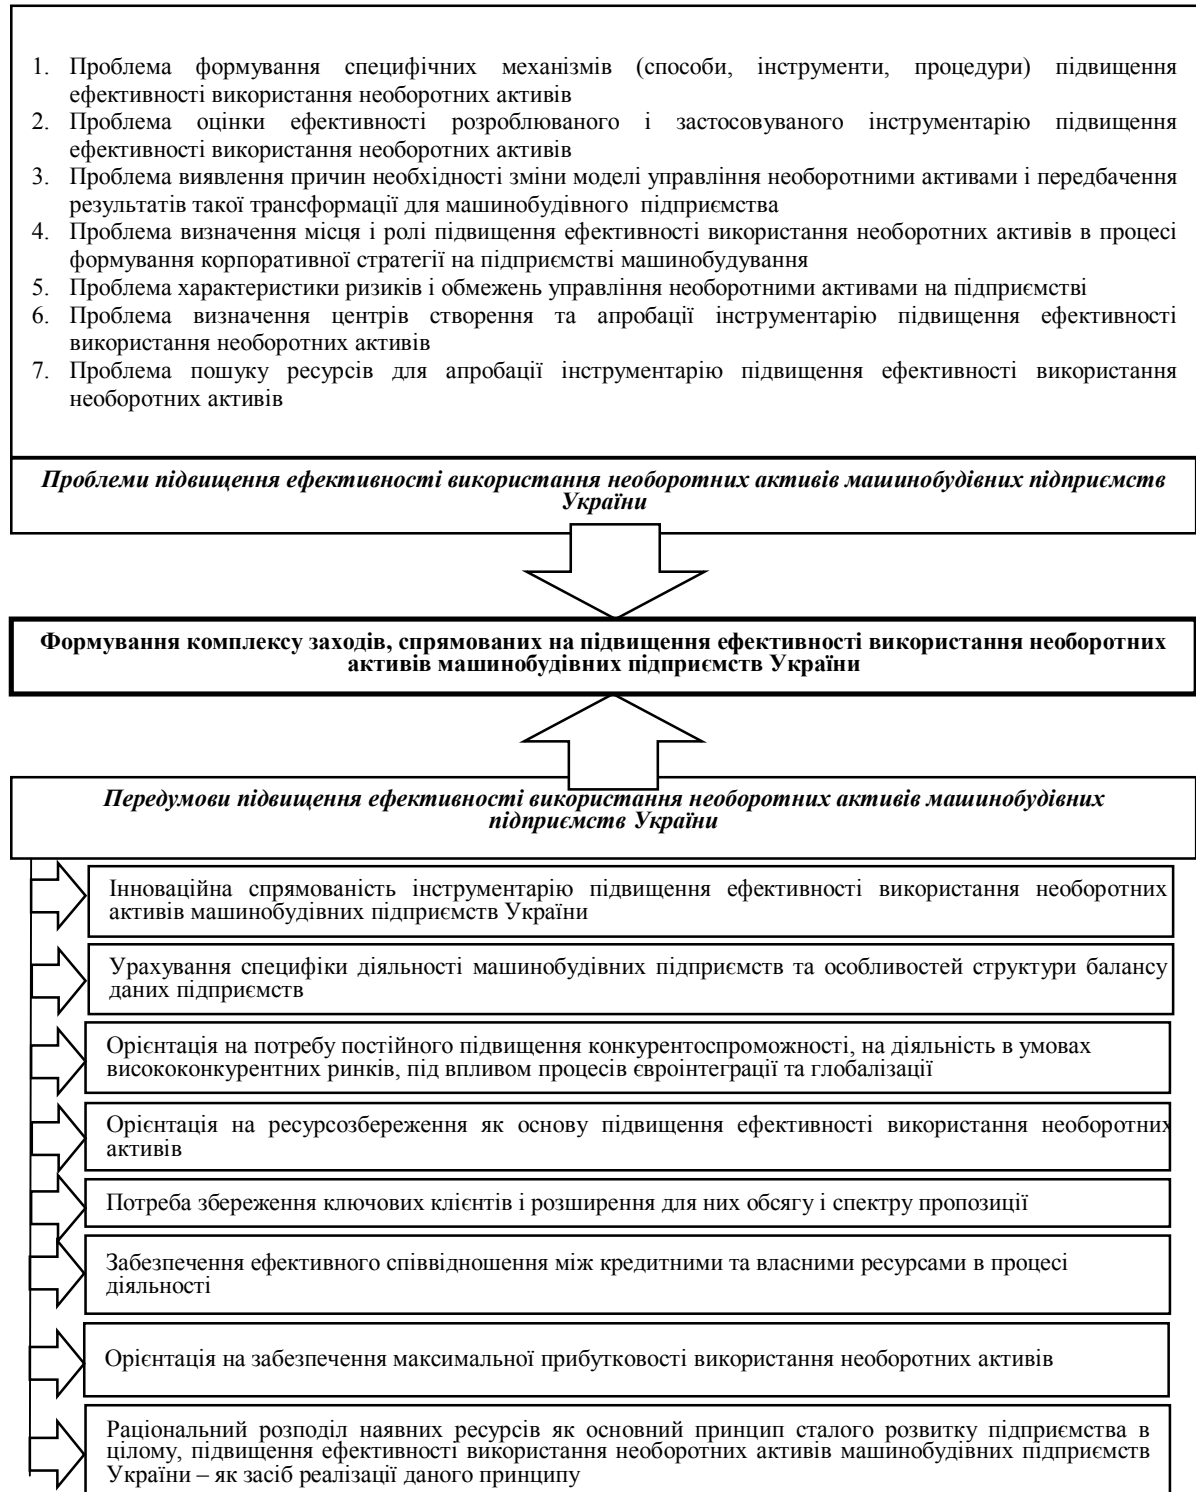 1. Проблема формування специфічних механізмів (способи, інструменти, процедури) підвищення
ефективності використання необоротних активів
2. Проблема оцінки ефективності розроблюваного і застосовуваного інструментарію підвищення
ефективності використання необоротних активів
3. Проблема виявлення причин необхідності зміни моделі управління необоротними активами і передбачення
результатів такої трансформації для машинобудівного підприємства
4. Проблема визначення місця і ролі підвищення ефективності використання необоротних активів в процесі
формування корпоративної стратегії на підприємстві машинобудування
5. Проблема характеристики ризиків і обмежень управління необоротними активами на підприємстві
6. Проблема визначення центрів створення та апробації інструментарію підвищення ефективності
використання необоротних активів
7. Проблема пошуку ресурсів для апробації інструментарію підвищення ефективності використання
необоротних активів
Проблеми підвищення ефективності використання необоротних активів машинобудівних підприємств
України
Формування комплексу заходів, спрямованих на підвищення ефективності використання необоротних
активів машинобудівних підприємств України
Передумови підвищення ефективності використання необоротних активів машинобудівних
підприємств України
Інноваційна спрямованість інструментарію підвищення ефективності використання необоротних
активів машинобудівних підприємств України
Урахування специфіки діяльності машинобудівних підприємств та особливостей структури балансу
даних підприємств
Орієнтація на потребу постійного підвищення конкурентоспроможності, на діяльність в умовах
висококонкурентних ринків, під впливом процесів євроінтеграції та глобалізації
Орієнтація на ресурсозбереження як основу підвищення ефективності використання необоротних
активів
Потреба збереження ключових клієнтів і розширення для них обсягу і спектру пропозиції
Забезпечення ефективного співвідношення між кредитними та власними ресурсами в процесі
діяльності
Орієнтація на забезпечення максимальної прибутковості використання необоротних активів
Раціональний розподіл наявних ресурсів як основний принцип сталого розвитку підприємства в
цілому, підвищення ефективності використання необоротних активів машинобудівних підприємств
України – як засіб реалізації даного принципу